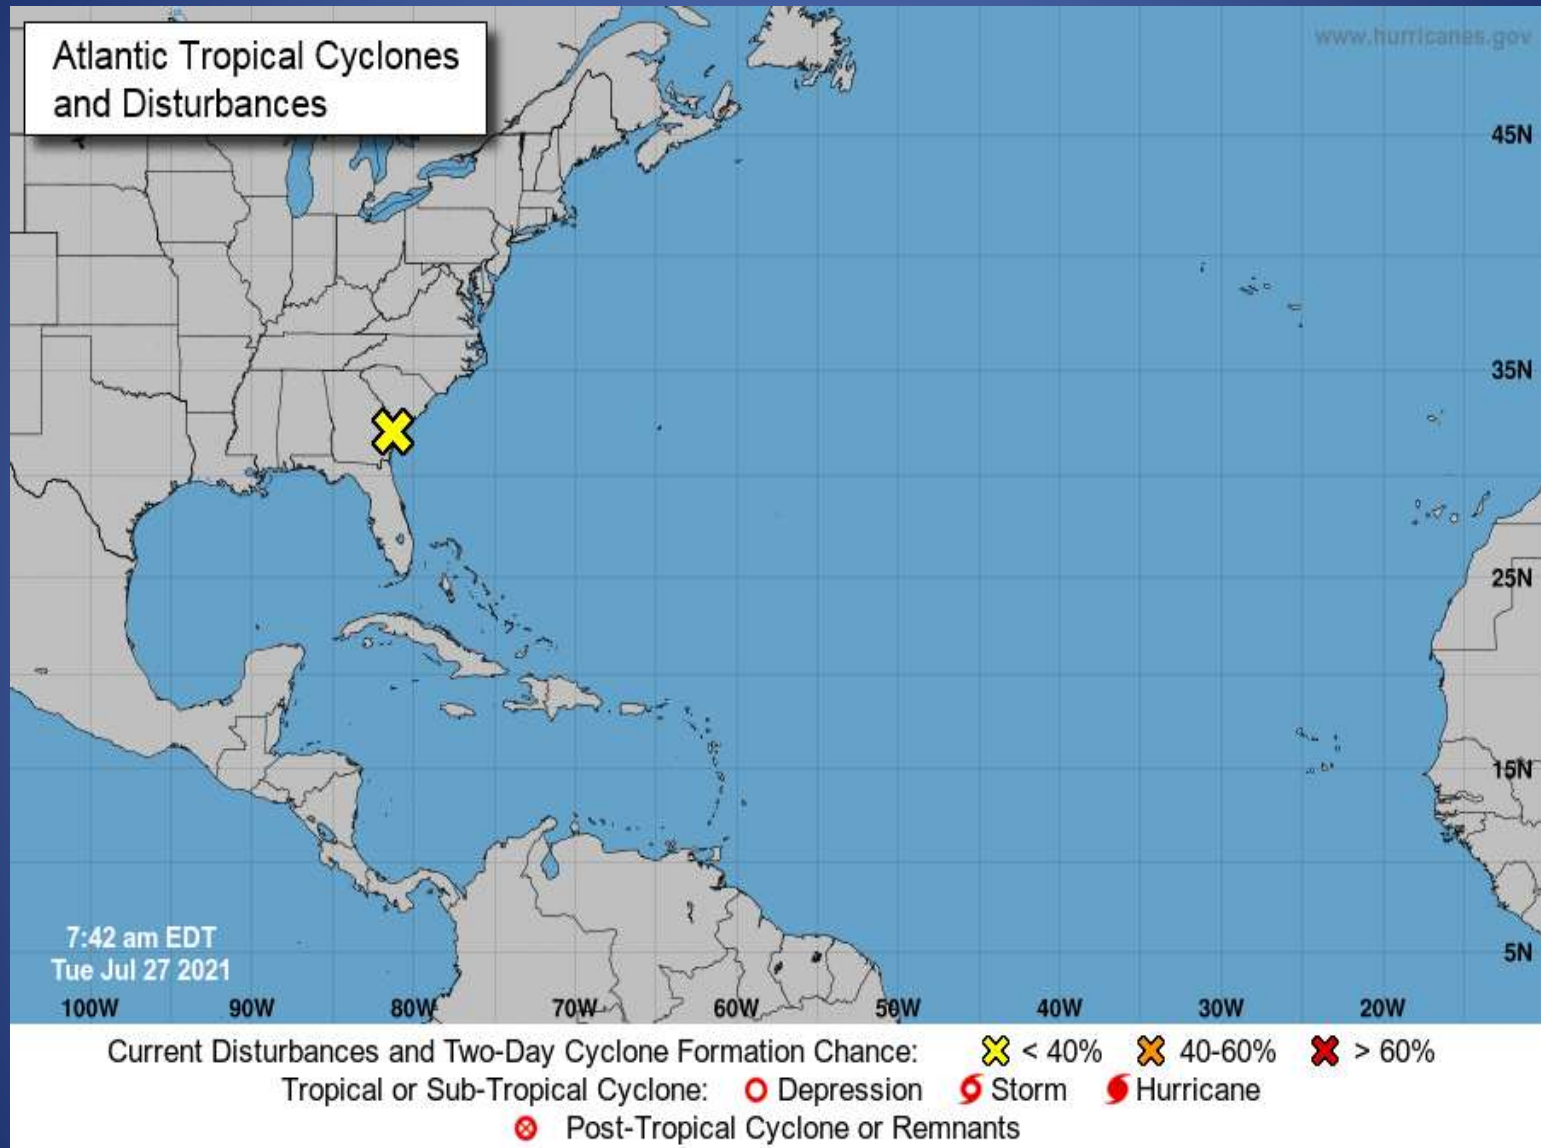 Atlantic Tropical Cyclones
and Disturbances
www.hurricanes.gov
45N
35N
25N
15N
5N
7:42 am EDT
Tue Jul 27 2021
100W 90W 80W 70W 60W 50W 40W 30W 20W
Current Disturbances and Two-Day Cyclone Formation Chance: < 40% 40-60% > 60%
Tropical or Sub-Tropical Cyclone: Depression Storm Hurricane
Post-Tropical Cyclone or Remnants